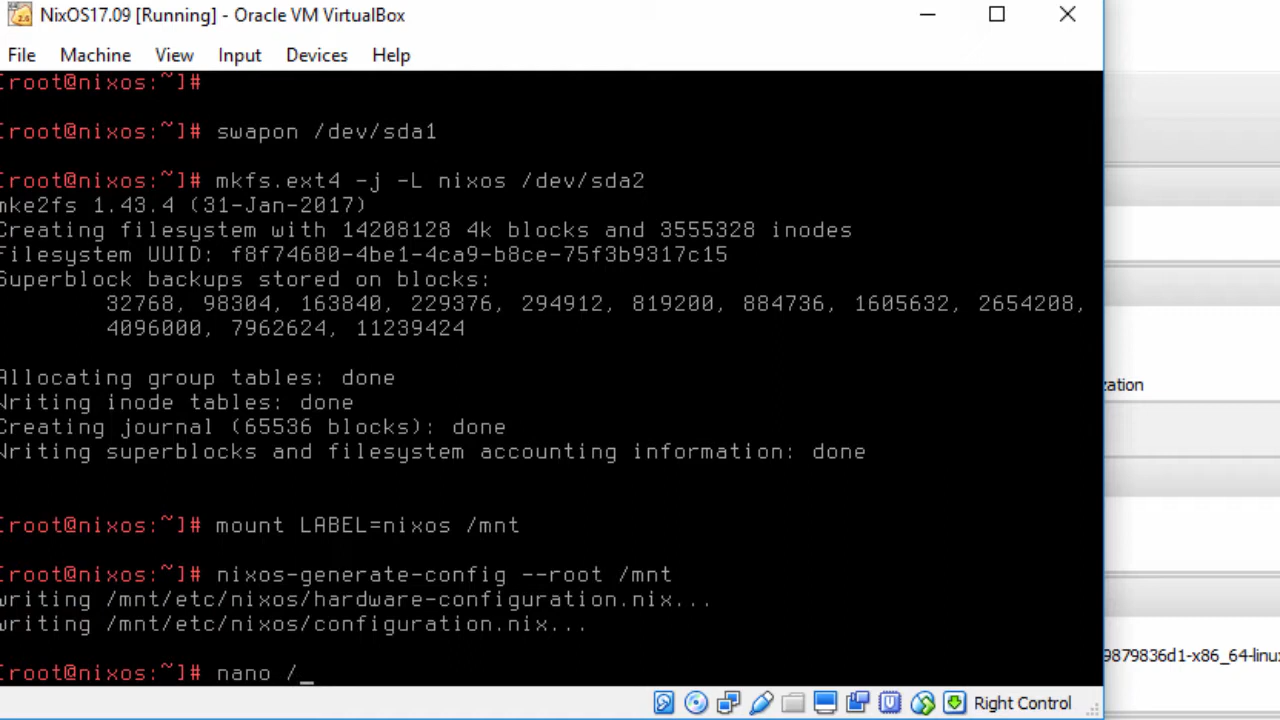 NixOS17.09 [Running] - Oracle VM VirtualBox
File Machine View Input Devices Help
[root@nixos:~]#
[root@nixos:~]# swapon /dev/sda1
[root@nixos:~]# mkfs.ext4 -j -L nixos /dev/sda2
mke2fs 1.43.4 (31-Jan-2017)
Creating filesystem with 14208128 4k blocks and 3555328 inodes
Filesystem UUID: f8f74680-4be1-4ca9-b8ce-75f3b9317c15
Superblock backups stored on blocks:
32768, 98304, 163840, 229376, 294912, 819200, 884736, 1605632, 2654208,
4096000, 7962624, 11239424
Allocating group tables: done
Writing inode tables: done
Creating journal (65536 blocks): done
Writing superblocks and filesystem accounting information: done
[root@nixos:~]# mount LABEL=nixos /mnt
[root@nixos:~]# nixos-generate-config --root /mnt
writing /mnt/etc/nixos/hardware-configuration.nix...
writing /mnt/etc/nixos/configuration.nix...
[root@nixos:~]# nano /_
Right Control
zation
9879836d1-x86_64-linu